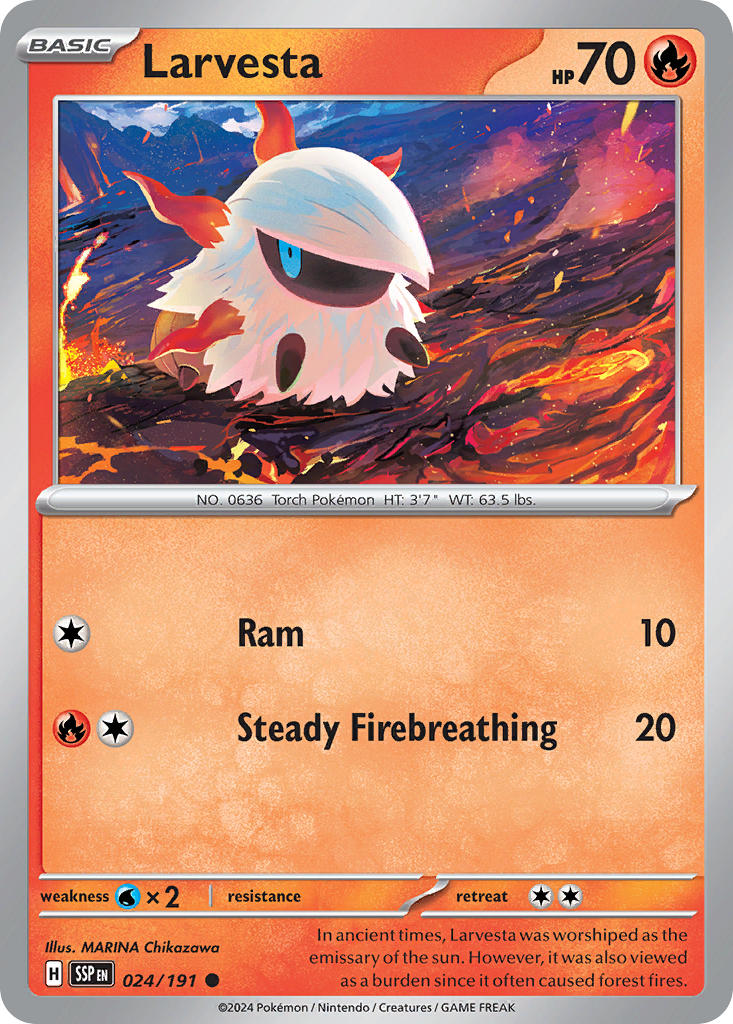 BASIC
Larvesta
HP 70
NO. 0636 Torch Pokémon HT: 3'7" WT: 63.5 lbs.
Ram 10
Steady Firebreathing 20
weakness ×2 resistance retreat
Illus. MARINA Chikazawa
H SSP EN 024/191
In ancient times, Larvesta was worshiped as the
emissary of the sun. However, it was also viewed
as a burden since it often caused forest fires.
©2024 Pokémon / Nintendo / Creatures / GAME FREAK